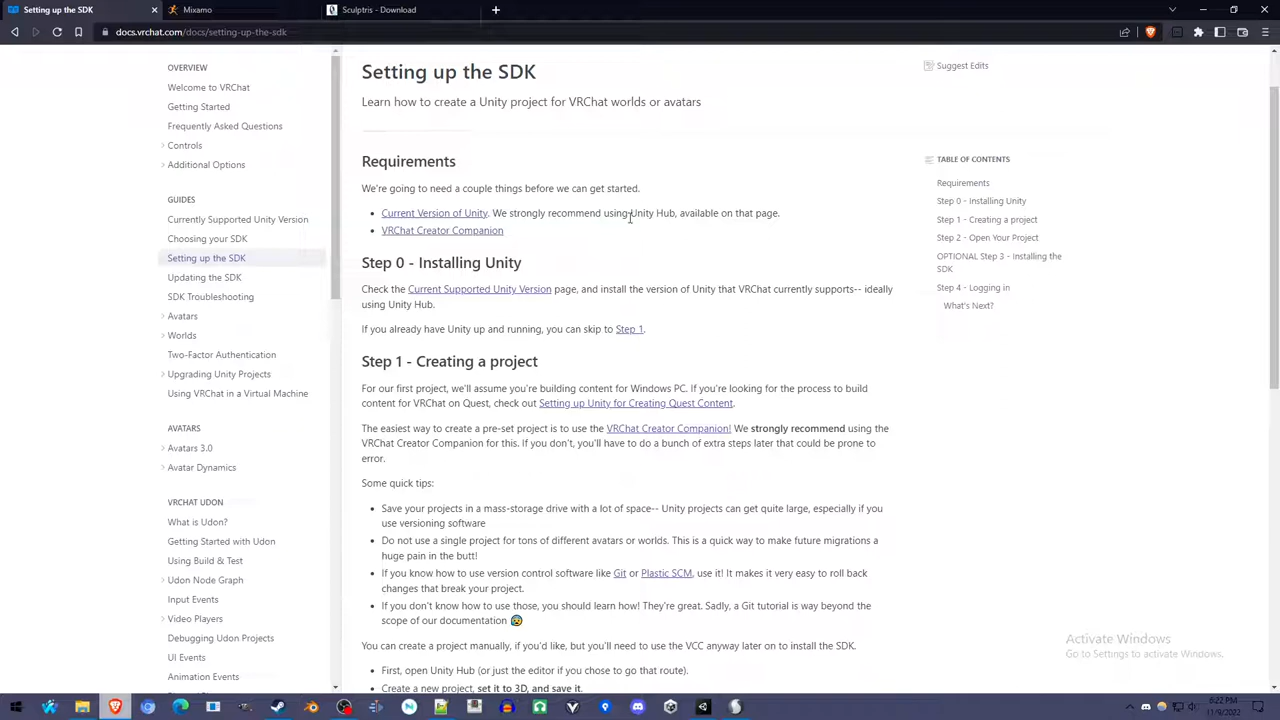 Setting up the SDK
Mixamo
Sculptris - Download
docs.vrchat.com/docs/setting-up-the-sdk
OVERVIEW
Welcome to VRChat
Getting Started
Frequently Asked Questions
Controls
Additional Options
GUIDES
Currently Supported Unity Version
Choosing your SDK
Setting up the SDK
Updating the SDK
SDK Troubleshooting
Avatars
Worlds
Two-Factor Authentication
Upgrading Unity Projects
Using VRChat in a Virtual Machine
AVATARS
Avatars 3.0
Avatar Dynamics
VRCHAT UDON
What is Udon?
Getting Started with Udon
Using Build & Test
Udon Node Graph
Input Events
Video Players
Debugging Udon Projects
UI Events
Animation Events
Setting up the SDK
Learn how to create a Unity project for VRChat worlds or avatars
Requirements
We're going to need a couple things before we can get started.
• Current Version of Unity. We strongly recommend using Unity Hub, available on that page.
• VRChat Creator Companion
Step 0 - Installing Unity
Check the Current Supported Unity Version page, and install the version of Unity that VRChat currently supports-- ideally
using Unity Hub.
If you already have Unity up and running, you can skip to Step 1.
Step 1 - Creating a project
For our first project, we'll assume you're building content for Windows PC. If you're looking for the process to build
content for VRChat on Quest, check out Setting up Unity for Creating Quest Content.
The easiest way to create a pre-set project is to use the VRChat Creator Companion! We strongly recommend using the
VRChat Creator Companion for this. If you don't, you'll have to do a bunch of extra steps later that could be prone to
error.
Some quick tips:
• Save your projects in a mass-storage drive with a lot of space-- Unity projects can get quite large, especially if you
use versioning software
• Do not use a single project for tons of different avatars or worlds. This is a quick way to make future migrations a
huge pain in the butt!
• If you know how to use version control software like Git or Plastic SCM, use it! It makes it very easy to roll back
changes that break your project.
• If you don't know how to use those, you should learn how! They're great. Sadly, a Git tutorial is way beyond the
scope of our documentation 😰
You can create a project manually, if you'd like, but you'll need to use the VCC anyway later on to install the SDK.
• First, open Unity Hub (or just the editor if you chose to go that route).
• Create a new project, set it to 3D, and save it.
Suggest Edits
TABLE OF CONTENTS
Requirements
Step 0 - Installing Unity
Step 1 - Creating a project
Step 2 - Open Your Project
OPTIONAL Step 3 - Installing the
SDK
Step 4 - Logging in
What's Next?
Activate Windows
Go to Settings to activate Windows.
6:22 PM
11/9/2022